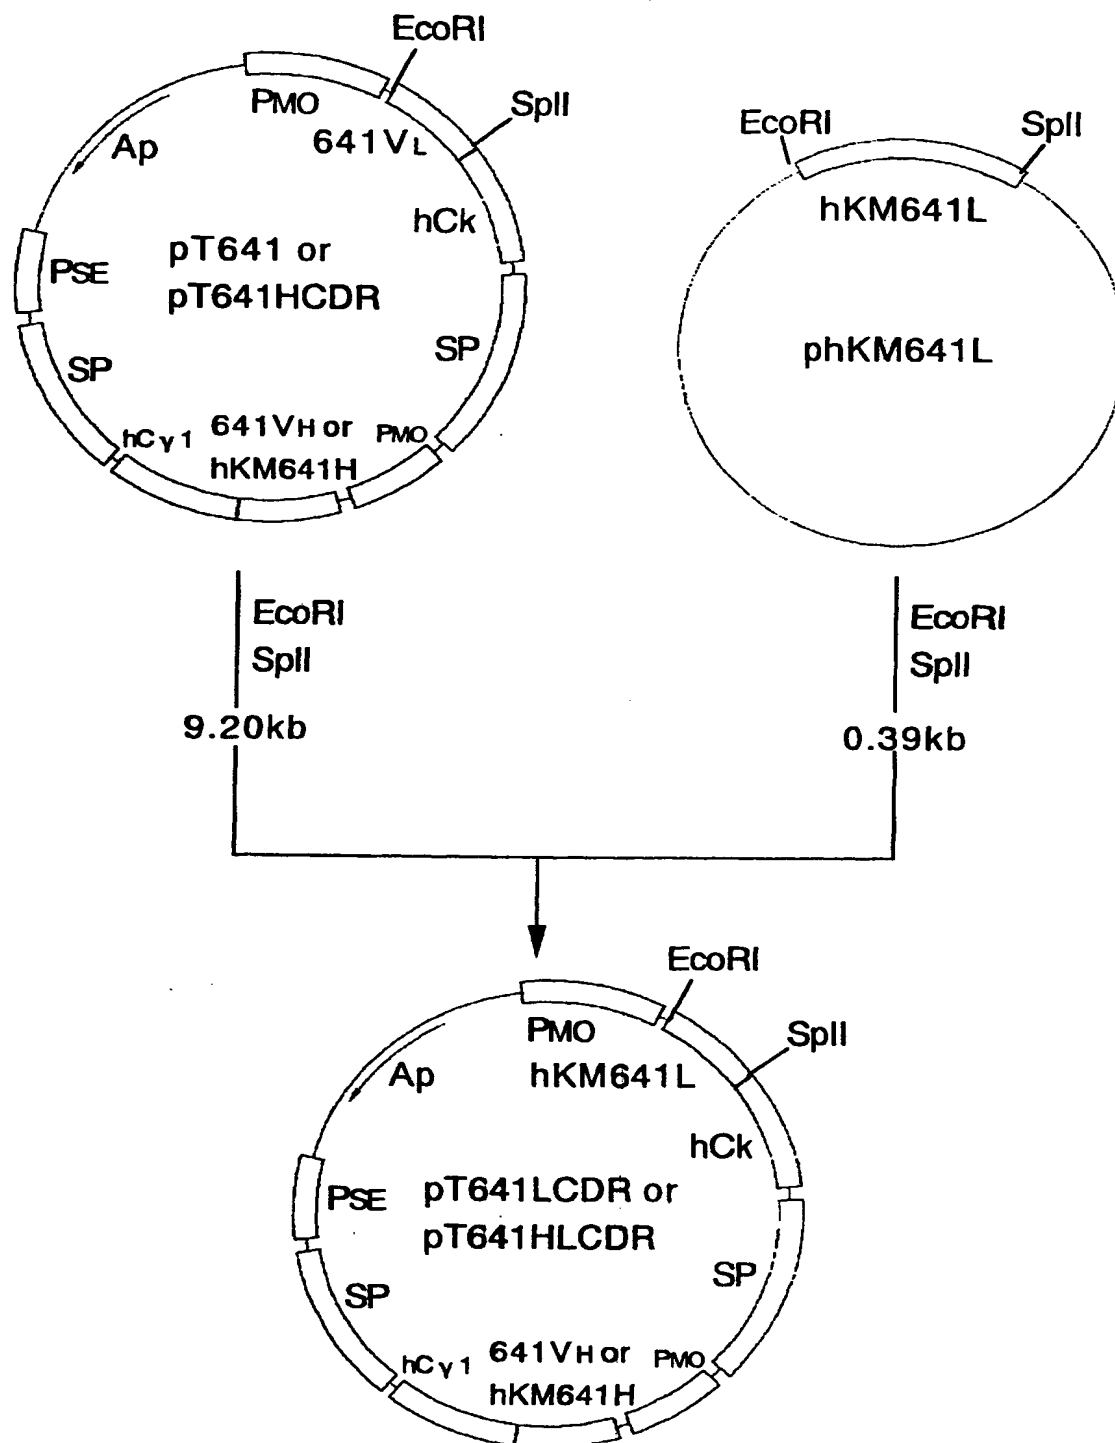 EcoRI
PMO
SplI
641VL
Ap
hCk
pT641 or
pT641HCDR
PSE
SP
SP
hCγ1
641VH or
hKM641H
PMO
EcoRI
SplI
hKM641L
phKM641L
EcoRI
SplI
9.20kb
EcoRI
SplI
0.39kb
EcoRI
PMO
SplI
hKM641L
Ap
hCk
pT641LCDR or
pT641HLCDR
PSE
SP
SP
hCγ1
641VH or
hKM641H
PMO